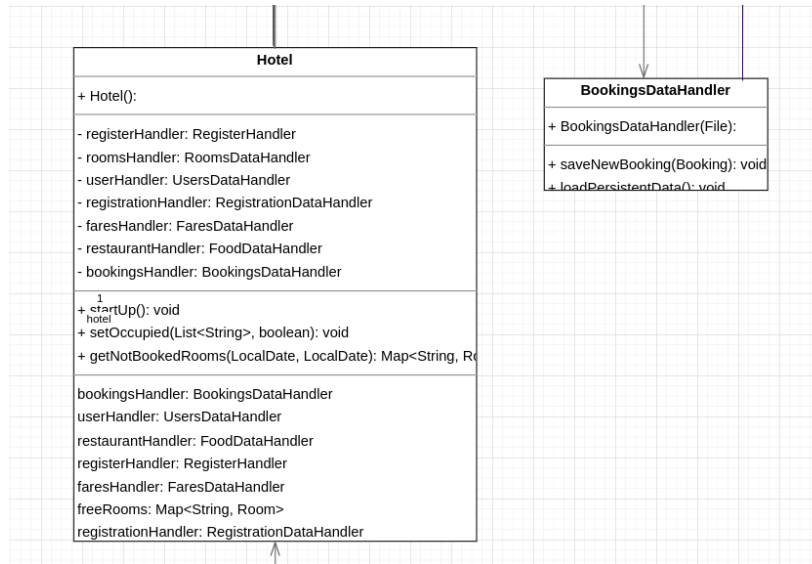 Hotel
+ Hotel():
- registerHandler: RegisterHandler
- roomsHandler: RoomsDataHandler
- userHandler: UsersDataHandler
- registrationHandler: RegistrationDataHandler
- faresHandler: FaresDataHandler
- restaurantHandler: FoodDataHandler
- bookingsHandler: BookingsDataHandler
1
+ startUp(): void
hotel
+ setOccupied(List<String>, boolean): void
+ getNotBookedRooms(LocalDate, LocalDate): Map<String, Ro
bookingsHandler: BookingsDataHandler
userHandler: UsersDataHandler
restaurantHandler: FoodDataHandler
registerHandler: RegisterHandler
faresHandler: FaresDataHandler
freeRooms: Map<String, Room>
registrationHandler: RegistrationDataHandler
BookingsDataHandler
+ BookingsDataHandler(File):
+ saveNewBooking(Booking): void
+ loadPersistentData(): void